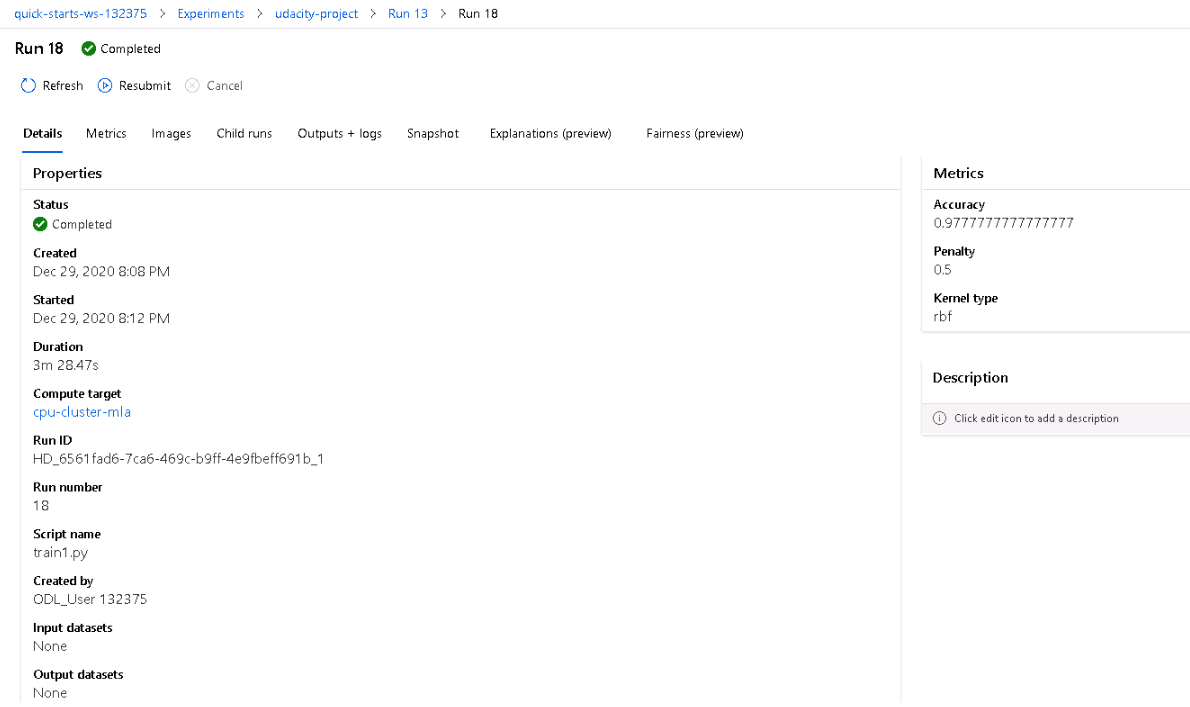 quick-starts-ws-132375 > Experiments > udacity-project > Run 13 > Run 18
Run 18 Completed
Refresh Resubmit Cancel
Details Metrics Images Child runs Outputs + logs Snapshot Explanations (preview) Fairness (preview)
Properties
Status
Completed
Created
Dec 29, 2020 8:08 PM
Started
Dec 29, 2020 8:12 PM
Duration
3m 28.47s
Compute target
cpu-cluster-mla
Run ID
HD_6561fad6-7ca6-469c-b9ff-4e9fbeff691b_1
Run number
18
Script name
train1.py
Created by
ODL_User 132375
Input datasets
None
Output datasets
None
Metrics
Accuracy
0.9777777777777777
Penalty
0.5
Kernel type
rbf
Description
Click edit icon to add a description